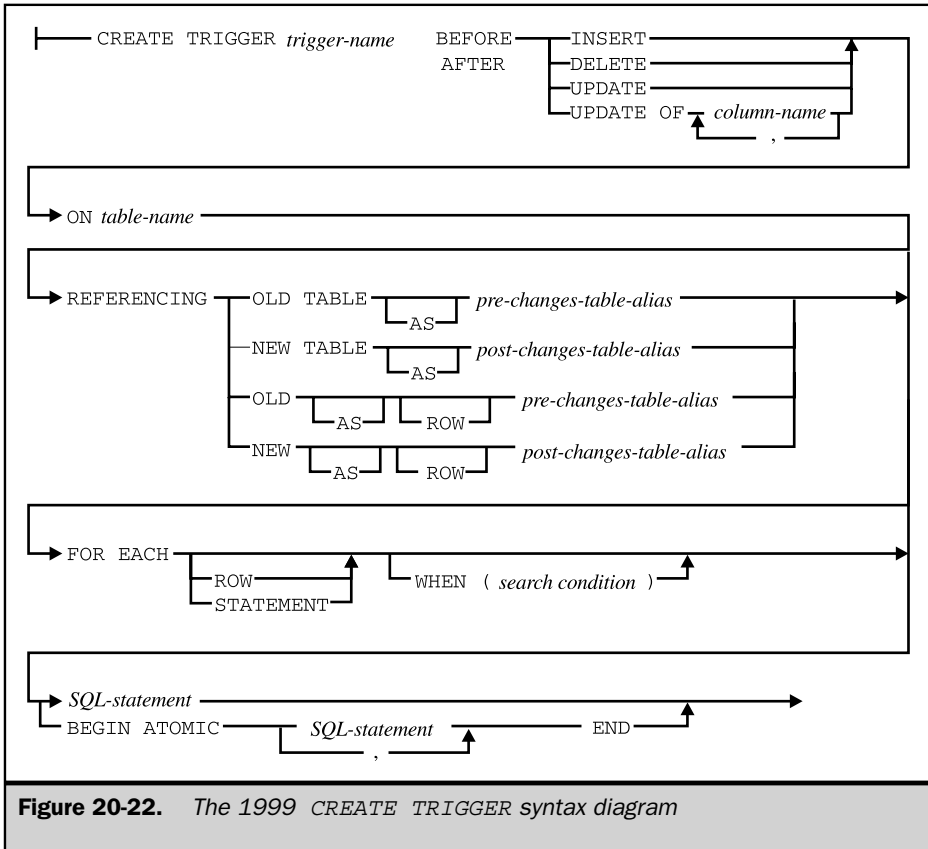 CREATE TRIGGER trigger-name BEFORE INSERT
AFTER DELETE
UPDATE
UPDATE OF column-name
,
ON table-name
REFERENCING OLD TABLE pre-changes-table-alias
AS
NEW TABLE post-changes-table-alias
AS
OLD pre-changes-table-alias
AS ROW
NEW post-changes-table-alias
AS ROW
FOR EACH
ROW WHEN ( search condition )
STATEMENT
SQL-statement
BEGIN ATOMIC SQL-statement END
,
Figure 20-22. The 1999 CREATE TRIGGER syntax diagram